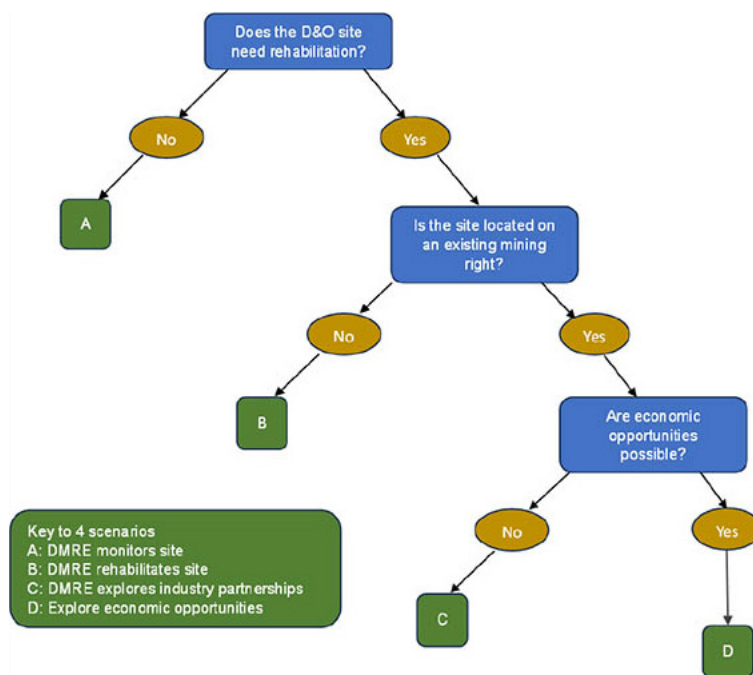 Does the D&O site
need rehabilitation?
No
Yes
A
Is the site located on
an existing mining
right?
No
Yes
B
Are economic
opportunities
possible?
No
Yes
C
D
Key to 4 scenarios
A: DMRE monitors site
B: DMRE rehabilitates site
C: DMRE explores industry partnerships
D: Explore economic opportunities